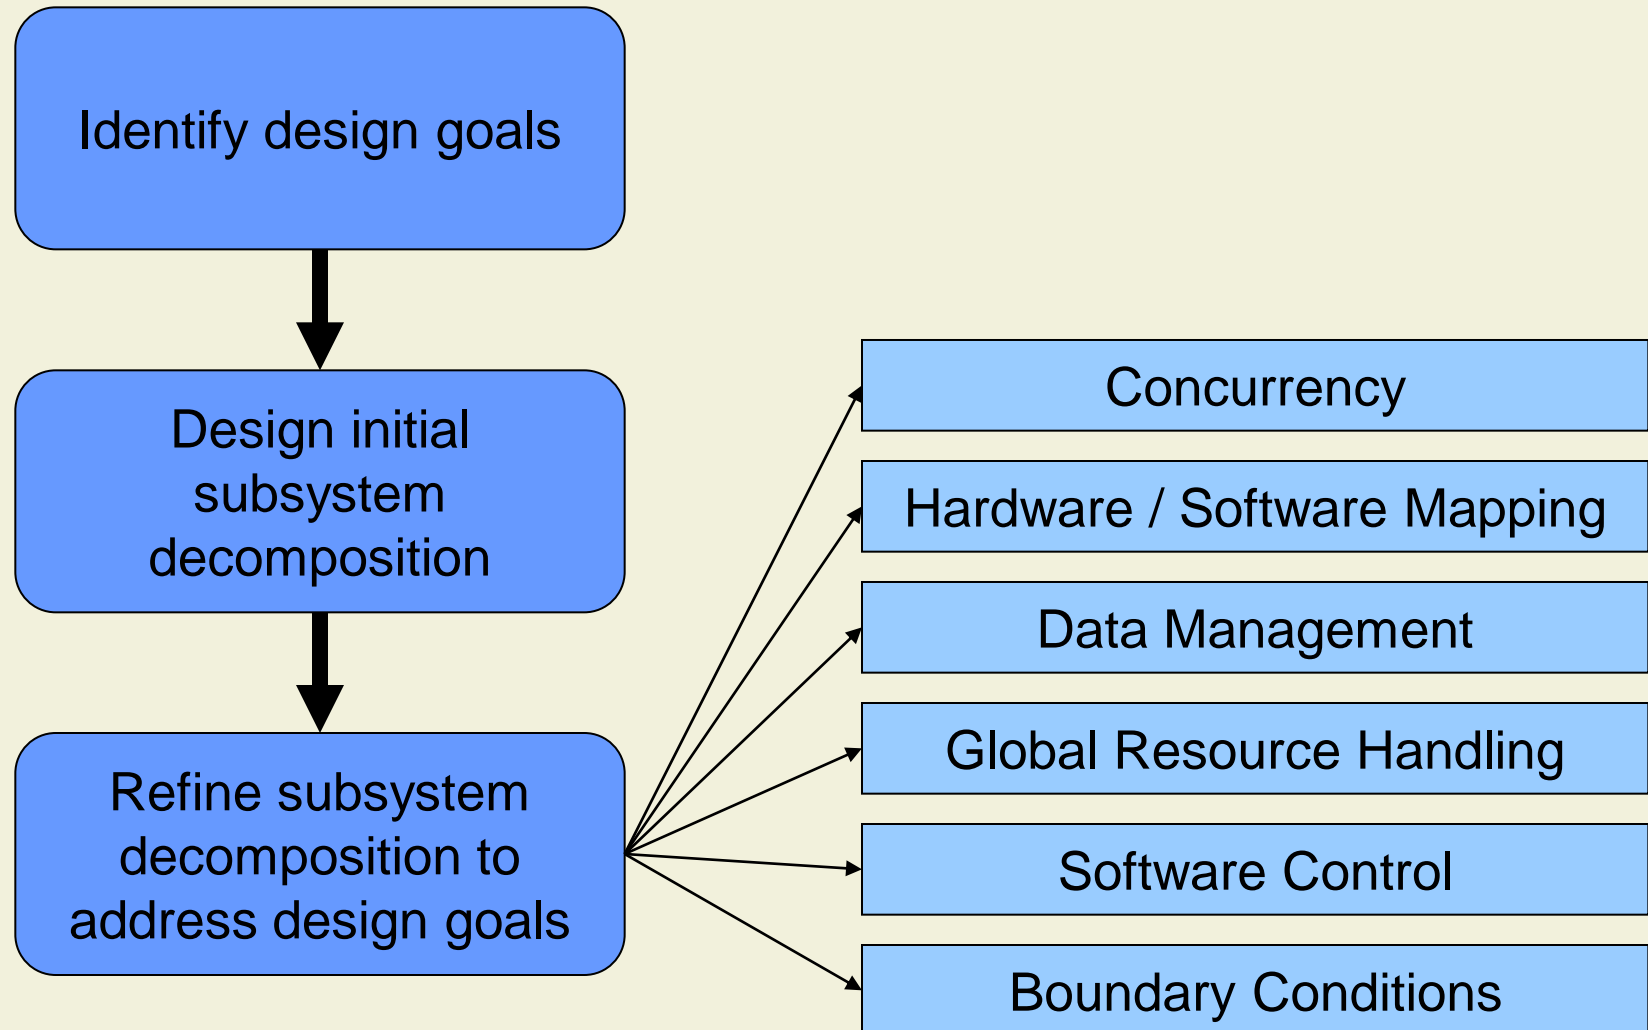 Identify design goals
Design initial
subsystem
decomposition
Refine subsystem
decomposition to
address design goals
Concurrency
Hardware / Software Mapping
Data Management
Global Resource Handling
Software Control
Boundary Conditions